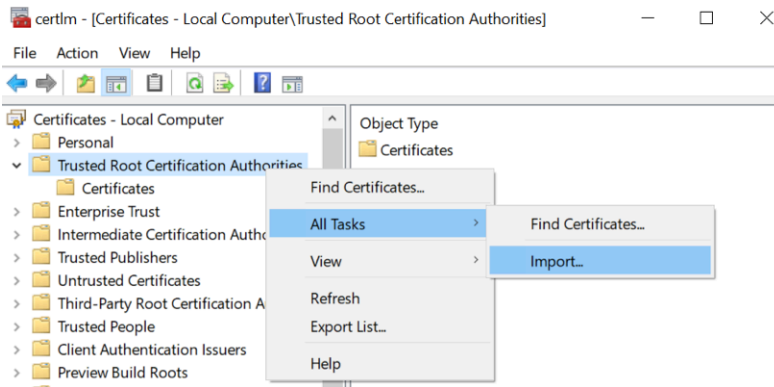 certlm - [Certificates - Local Computer\Trusted Root Certification Authorities]
File Action View Help
Certificates - Local Computer
Personal
Trusted Root Certification Authorities
Certificates
Enterprise Trust
Intermediate Certification Autho
Trusted Publishers
Untrusted Certificates
Third-Party Root Certification A
Trusted People
Client Authentication Issuers
Preview Build Roots
Object Type
Certificates
Find Certificates...
All Tasks
View
Refresh
Export List...
Help
Find Certificates...
Import...